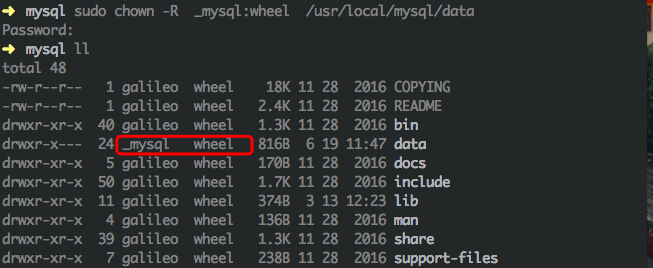 ➜ mysql sudo chown -R  _mysql:wheel  /usr/local/mysql/data
Password:
➜ mysql ll
total 48
-rw-r--r--   1 galileo  wheel    18K 11 28  2016 COPYING
-rw-r--r--   1 galileo  wheel   2.4K 11 28  2016 README
drwxr-xr-x  40 galileo  wheel   1.3K 11 28  2016 bin
drwxr-x---  24 _mysql   wheel   816B  6 19 11:47 data
drwxr-xr-x   5 galileo  wheel   170B 11 28  2016 docs
drwxr-xr-x  50 galileo  wheel   1.7K 11 28  2016 include
drwxr-xr-x  11 galileo  wheel   374B  3 13 12:23 lib
drwxr-xr-x   4 galileo  wheel   136B 11 28  2016 man
drwxr-xr-x  39 galileo  wheel   1.3K 11 28  2016 share
drwxr-xr-x   7 galileo  wheel   238B 11 28  2016 support-files